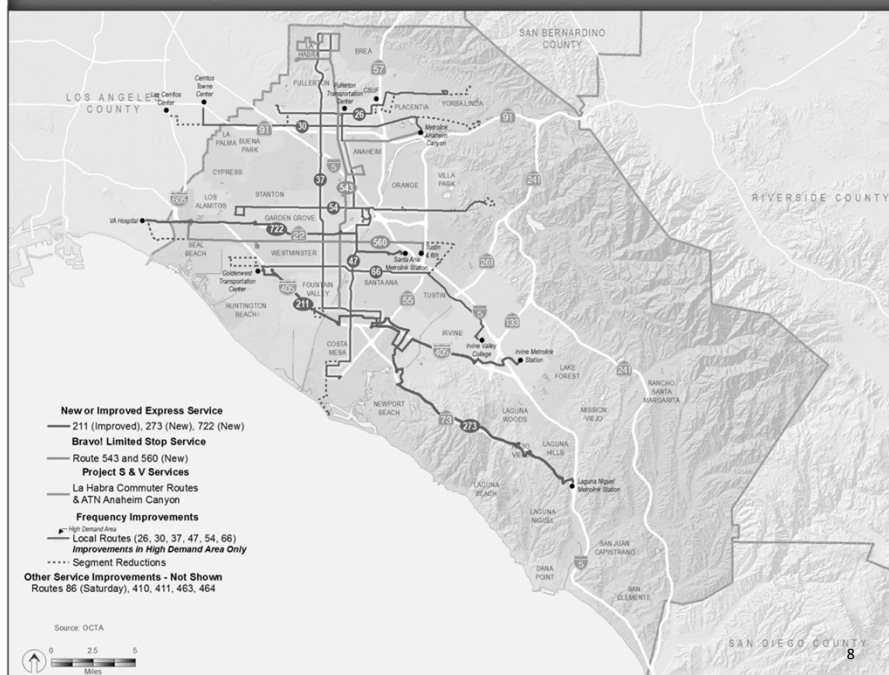 SAN BERNARDINO
COUNTY
LA
HABRA
BREA
57
FULLERTON
Fullerton
Transportation
Center
CSUF
Cerritos
Towne
Center
Los Cerritos
Center
LOS ANGELES
COUNTY
PLACENTIA
YORBA LINDA
26
91
30
91
Metrolink
Anaheim
Canyon
LA
PALMA
BUENA
PARK
ANAHEIM
5
CYPRESS
37
543
ORANGE
VILLA
PARK
241
RIVERSIDE COUNTY
605
LOS
ALAMITOS
STANTON
54
GARDEN GROVE
VA Hospital
722
22
SEAL
BEACH
WESTMINSTER
560
Santa Ana
Metrolink Station
Tustin
& 6th
47
66
261
Goldenwest
Transportation
Center
405
FOUNTAIN
VALLEY
SANTA ANA
TUSTIN
55
211
HUNTINGTON
BEACH
5
133
IRVINE
Irvine Valley
College
405
Irvine Metrolink
Station
COSTA
MESA
LAKE
FOREST
241
RANCHO
SANTA
MARGARITA
NEWPORT
BEACH
LAGUNA
WOODS
MISSION
VIEJO
73
273
ALISO
VIEJO
LAGUNA
HILLS
LAGUNA
BEACH
Laguna Niguel
Metrolink Station
LAGUNA
NIGUEL
SAN JUAN
CAPISTRANO
5
DANA
POINT
SAN
CLEMENTE
SAN DIEGO COUNTY
New or Improved Express Service
211 (Improved), 273 (New), 722 (New)
Bravo! Limited Stop Service
Route 543 and 560 (New)
Project S & V Services
La Habra Commuter Routes
& ATN Anaheim Canyon
Frequency Improvements
High Demand Area
Local Routes (26, 30, 37, 47, 54, 66)
Improvements in High Demand Area Only
Segment Reductions
Other Service Improvements - Not Shown
Routes 86 (Saturday), 410, 411, 463, 464
Source: OCTA
0 2.5 5
Miles
8